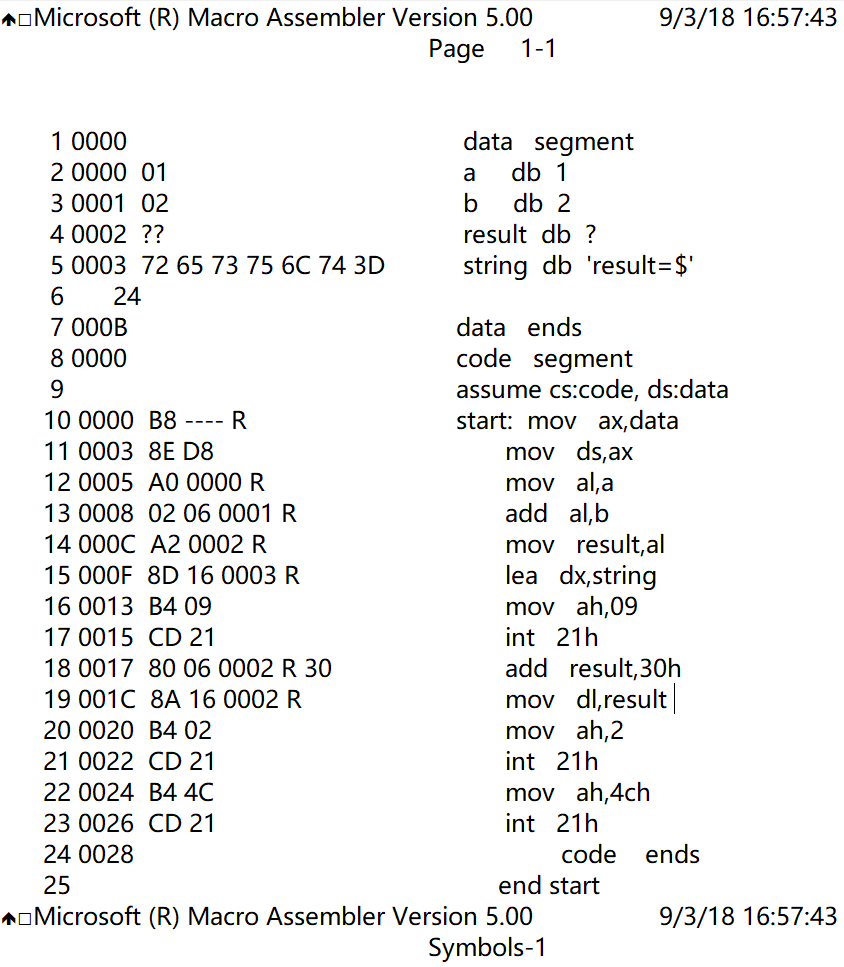 🡅□Microsoft (R) Macro Assembler Version 5.00 9/3/18 16:57:43
Page 1-1
1 0000 data segment
2 0000 01 a db 1
3 0001 02 b db 2
4 0002 ?? result db ?
5 0003 72 65 73 75 6C 74 3D string db 'result=$'
6 24
7 000B data ends
8 0000 code segment
9 assume cs:code, ds:data
10 0000 B8 ---- R start: mov ax,data
11 0003 8E D8 mov ds,ax
12 0005 A0 0000 R mov al,a
13 0008 02 06 0001 R add al,b
14 000C A2 0002 R mov result,al
15 000F 8D 16 0003 R lea dx,string
16 0013 B4 09 mov ah,09
17 0015 CD 21 int 21h
18 0017 80 06 0002 R 30 add result,30h
19 001C 8A 16 0002 R mov dl,result
20 0020 B4 02 mov ah,2
21 0022 CD 21 int 21h
22 0024 B4 4C mov ah,4ch
23 0026 CD 21 int 21h
24 0028 code ends
25 end start
🡅□Microsoft (R) Macro Assembler Version 5.00 9/3/18 16:57:43
Symbols-1